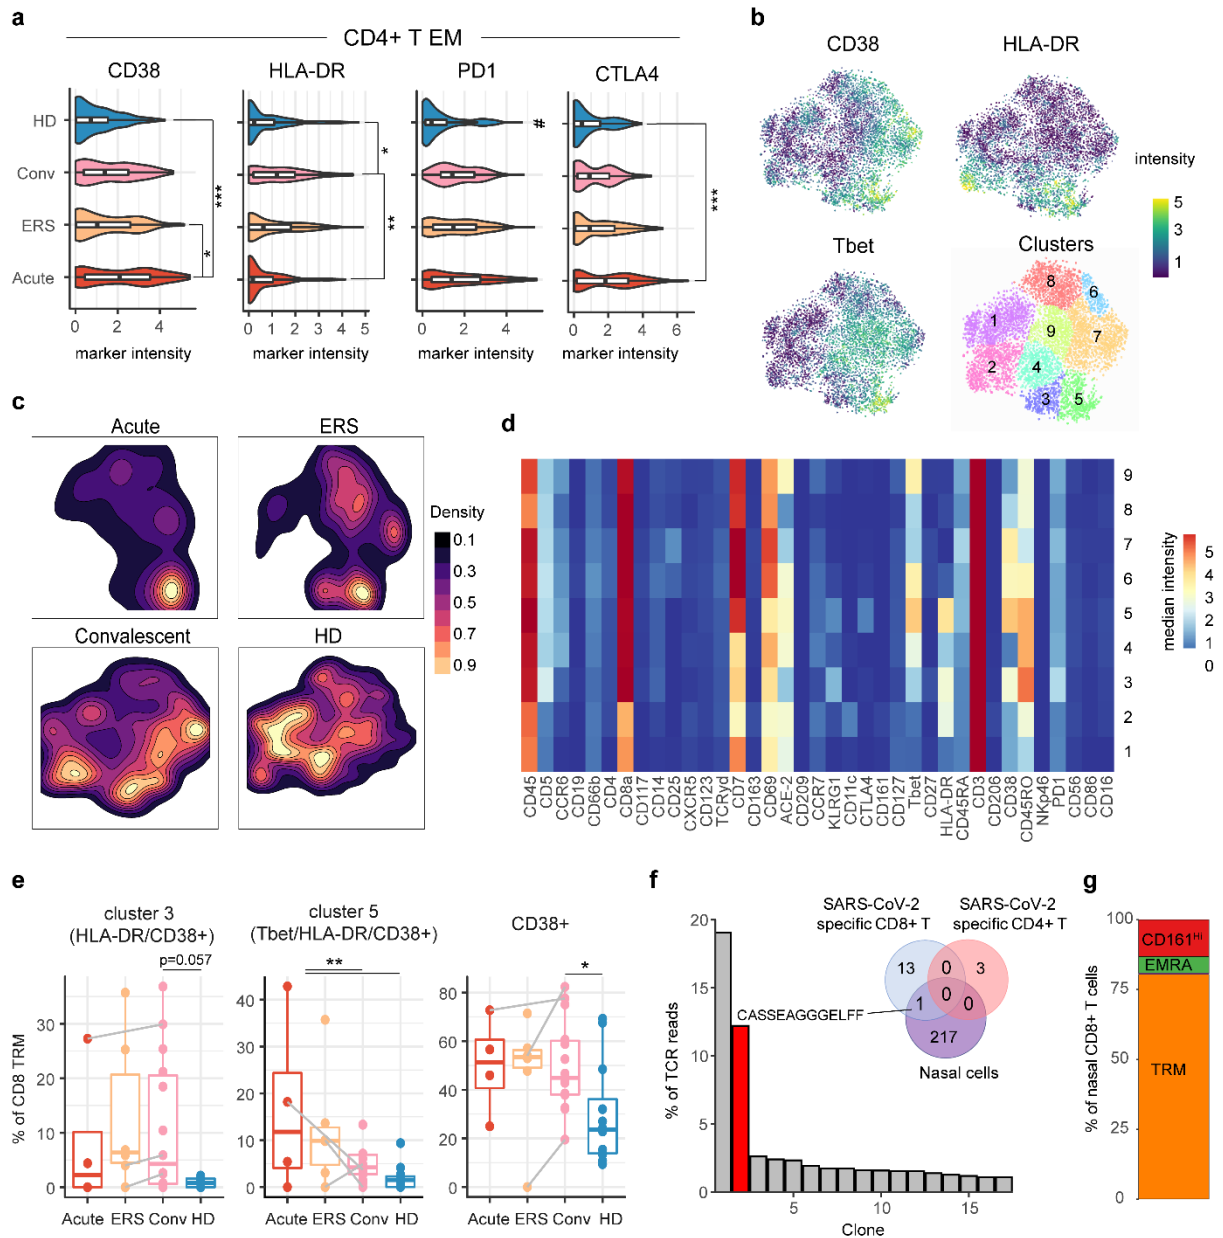 a
CD4+ T EM
CD38
HLA-DR
PD1
CTLA4
HD
Conv
ERS
Acute
***
*
*
**
#
***
0 2 4
0 1 2 3 4 5
0 2 4
0 2 4 6
marker intensity
marker intensity
marker intensity
marker intensity
b
CD38
HLA-DR
intensity
5
3
1
Tbet
Clusters
8
6
1
9
7
2
4
3
5
c
Acute
ERS
Density
0.1
0.3
0.5
0.7
0.9
Convalescent
HD
d
9
8
7
6
5
4
3
2
1
median intensity
5
4
3
2
1
0
CD45
CD5
CCR6
CD19
CD66b
CD4
CD8a
CD117
CD14
CD25
CXCR5
CD123
TCRyd
CD7
CD163
CD69
ACE-2
CD209
CCR7
KLRG1
CD11c
CTLA4
CD161
CD127
Tbet
CD27
HLA-DR
CD45RA
CD3
CD206
CD38
CD45RO
NKp46
PD1
CD56
CD86
CD16
e
cluster 3
(HLA-DR/CD38+)
p=0.057
cluster 5
(Tbet/HLA-DR/CD38+)
**
CD38+
*
% of CD8 TRM
30
20
10
0
40
30
20
10
0
80
60
40
20
0
Acute ERS Conv HD
Acute ERS Conv HD
Acute ERS Conv HD
f
SARS-CoV-2
specific CD8+ T
SARS-CoV-2
specific CD4+ T
13
0
3
0
1
0
217
CASSEAGGGELFF
Nasal cells
% of TCR reads
20
15
10
5
0
5 10 15
Clone
g
% of nasal CD8+ T cells
100
75
50
25
0
CD161Hi
EMRA
TRM